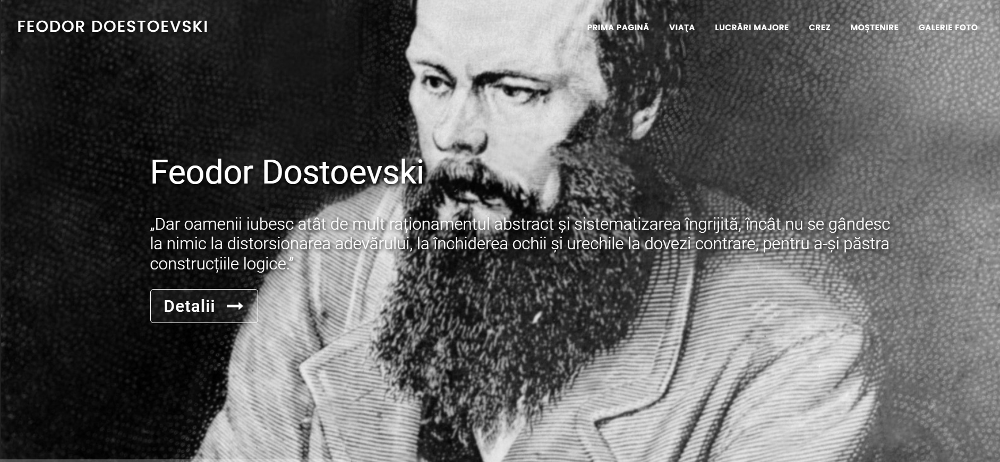 FEODOR DOESTOEVSKI
PRIMA PAGINĂ VIAŢA LUCRĂRI MAJORE CREZ MOȘTENIRE GALERIE FOTO
Feodor Dostoevski
„Dar oamenii iubesc atât de mult raționamentul abstract și sistematizarea îngrijită, încât nu se gândesc
la nimic la distorsionarea adevărului, la închiderea ochii și urechile la dovezi contrare, pentru a-și păstra
construcțiile logice.”
Detalii